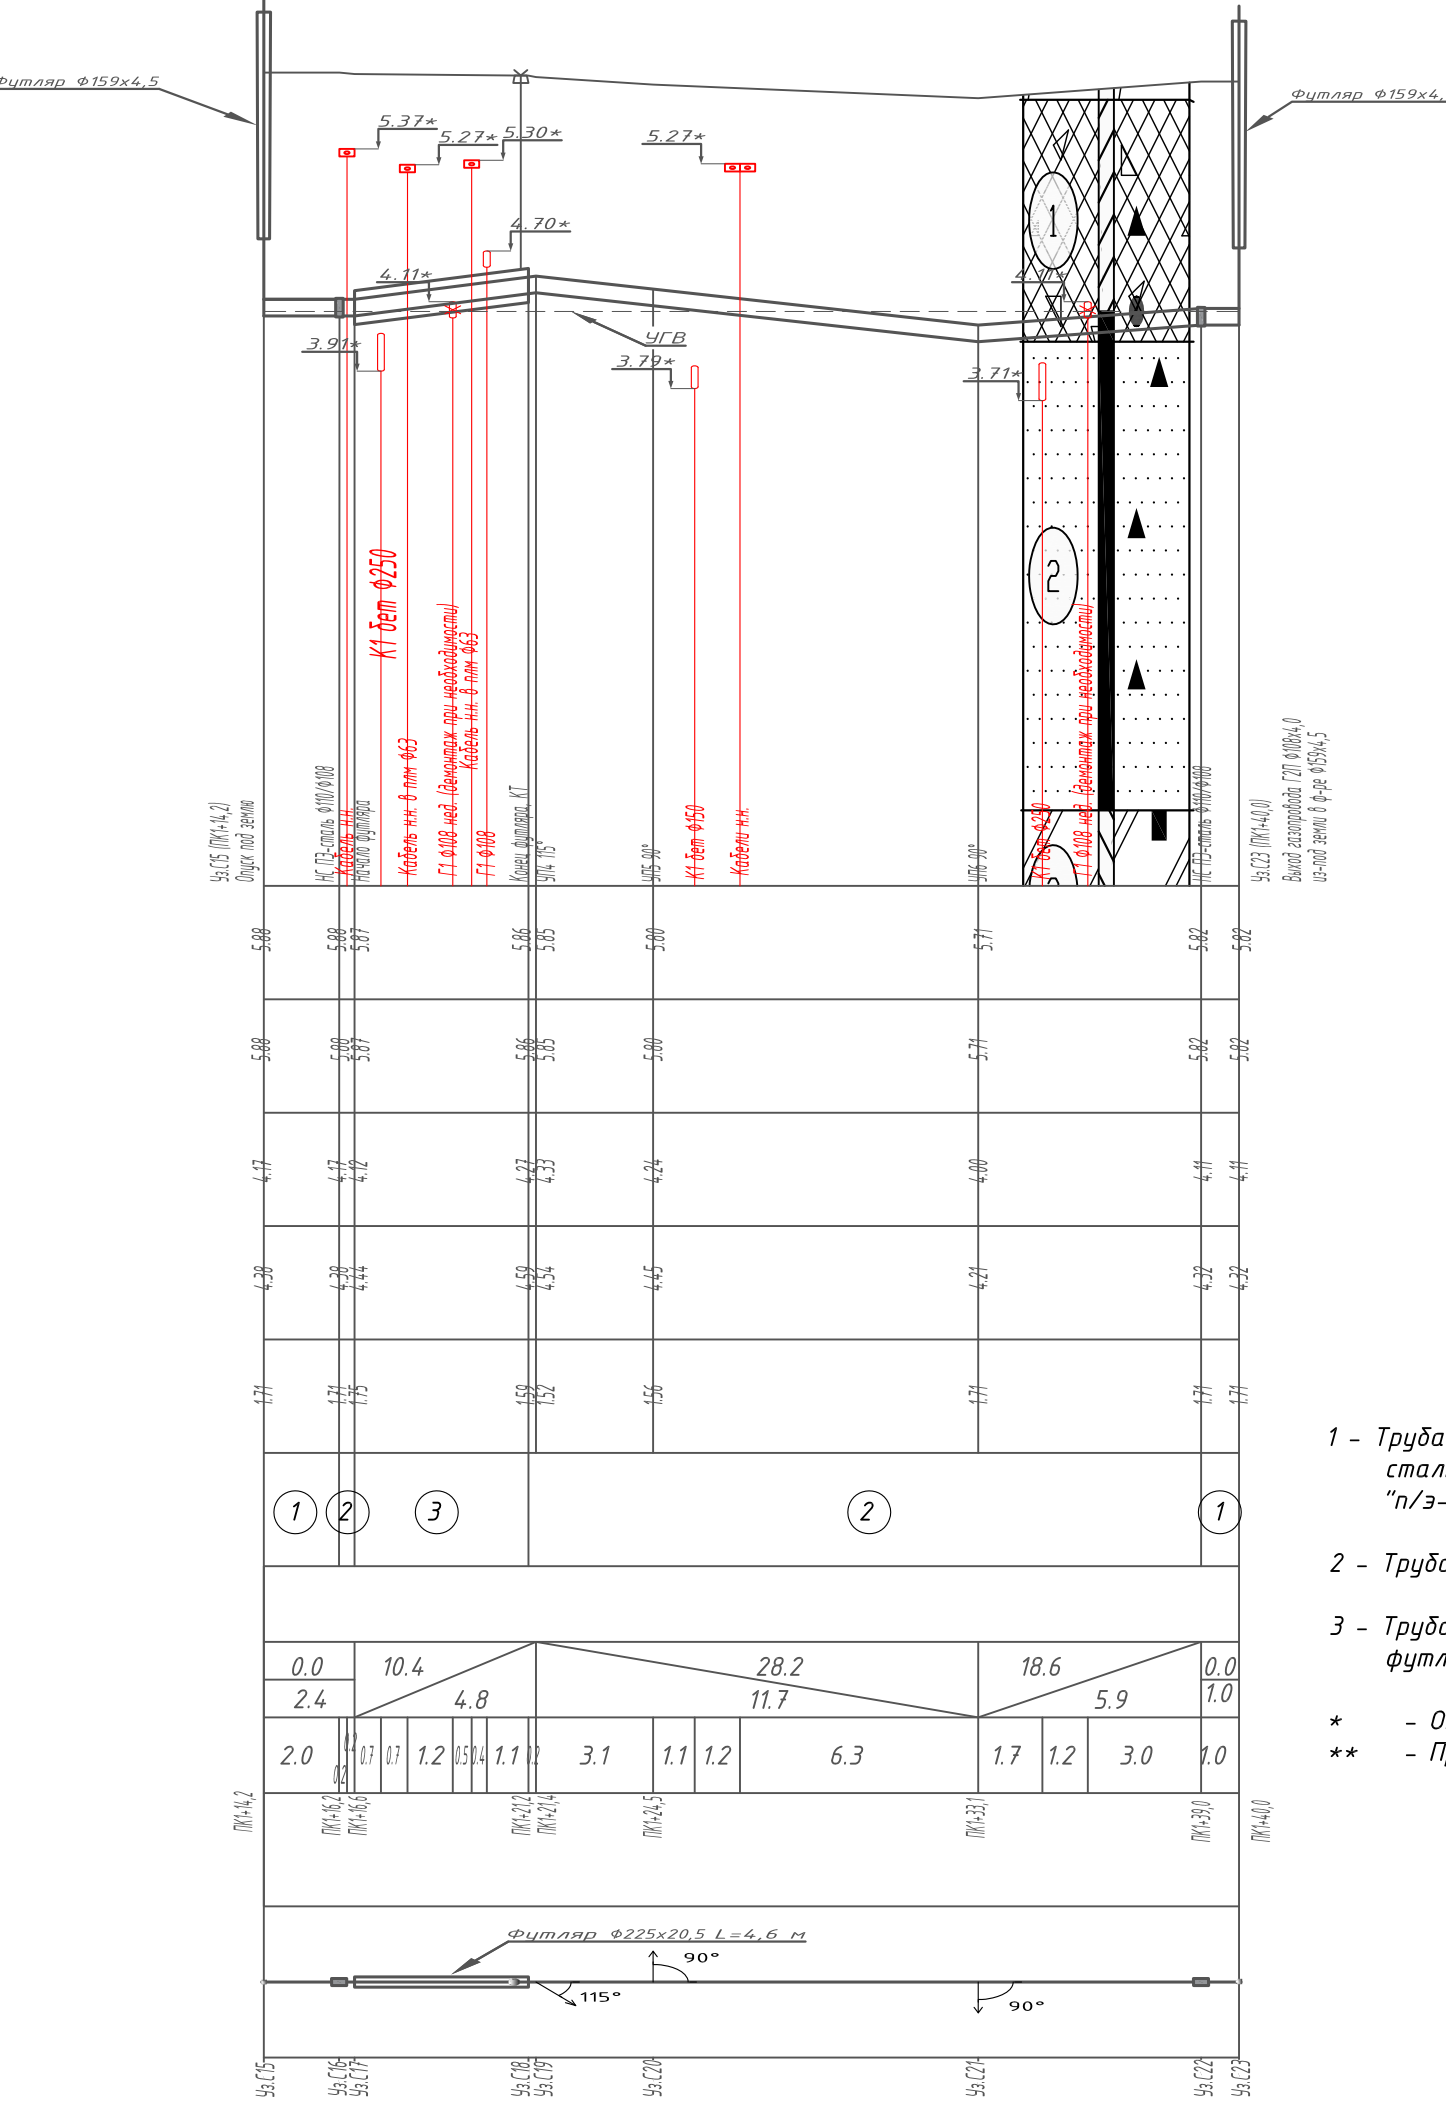 Футляр Ф159х4,5
Футляр Ф159х4,
5.37*
5.27*
5.30*
5.27*
4.70*
4.11*
4.11*
УГВ
3.91*
3.79*
3.71*
1
2
К1 бет ф250
Кабель н.н.
Кабель н.н. в плм ф63
Г1 ф108 нед. (демонтаж при необходимости)
Кабель н.н. в плм ф63
Г1 ф108
К1 бет ф150
Кабели н.н.
Г1 ф108 нед. (демонтаж при необходимости)
Уз.С15 (ПК1+14,2)
Опуск под землю
НС ПЭ-сталь ф110/ф108
Начало футляра
Конец футляра, КТ
УП4 115°
УП5 90°
УП6 90°
НС ПЭ-сталь ф110/ф108
Уз.С23 (ПК1+40,0)
Выход газопровода Г2П ф108х4,0
из-под земли в ф-ре ф159х4,5
5.88 5.88 5.87 5.86 5.85 5.80 5.71 5.82 5.82
5.88 5.88 5.87 5.86 5.85 5.80 5.71 5.82 5.82
4.17 4.17 4.12 4.27 4.33 4.24 4.00 4.11 4.11
4.38 4.38 4.44 4.59 4.54 4.45 4.21 4.32 4.32
1.71 1.71 1.75 1.59 1.52 1.56 1.71 1.71 1.71
1 2 3 2 1
0.0 10.4 28.2 18.6 0.0
2.4 4.8 11.7 5.9 1.0
2.0 0.2 0.2 0.7 0.7 1.2 0.5 0.4 1.1 0.2 3.1 1.1 1.2 6.3 1.7 1.2 3.0 1.0
ПК1+14,2 ПК1+16,2 ПК1+16,6 ПК1+21,2 ПК1+21,4 ПК1+24,5 ПК1+33,1 ПК1+39,0 ПК1+40,0
Футляр Ф225х20,5 L=4,6 м
90°
115°
90°
Уз.С15 Уз.С16 Уз.С17 Уз.С18 Уз.С19 Уз.С20 Уз.С21 Уз.С22 Уз.С23
1 - Труба
стал
"п/э-
2 - Труба
3 - Труба
футл
* - О
** - П